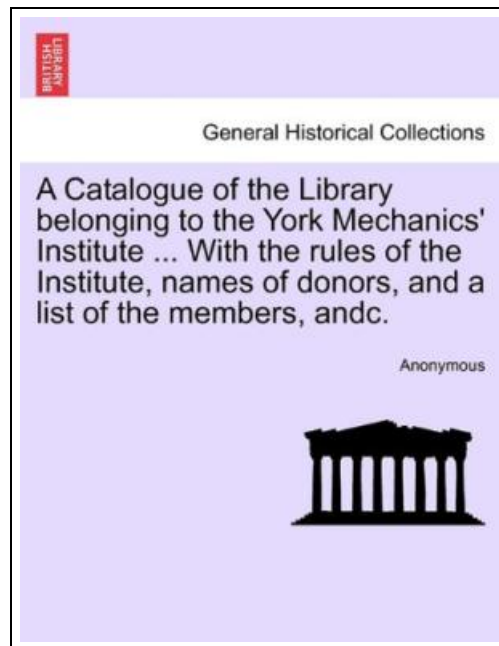 BRITISH
LIBRARY
General Historical Collections
A Catalogue of the Library
belonging to the York Mechanics'
Institute ... With the rules of the
Institute, names of donors, and a
list of the members, andc.
Anonymous